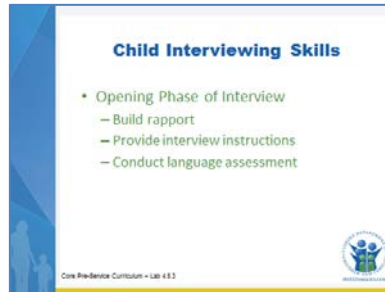 Child Interviewing Skills
• Opening Phase of Interview
– Build rapport
– Provide interview instructions
– Conduct language assessment
Core Pre-Service Curriculum – Lab 4.5.3